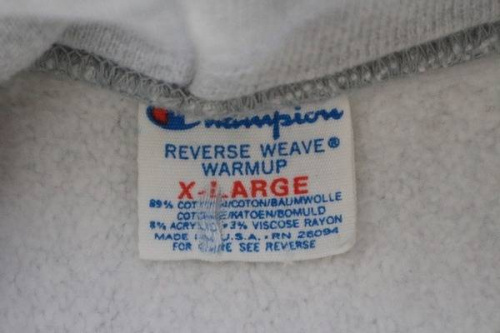 Champion
REVERSE WEAVE®
WARMUP
X-LARGE
89% COTTON/COTON/BAUMWOLLE
COTONE/KATOEN/BOMULD
8% ACRYLIC • 3% VISCOSE RAYON
MADE IN U.S.A. • RN 26094
FOR CARE SEE REVERSE